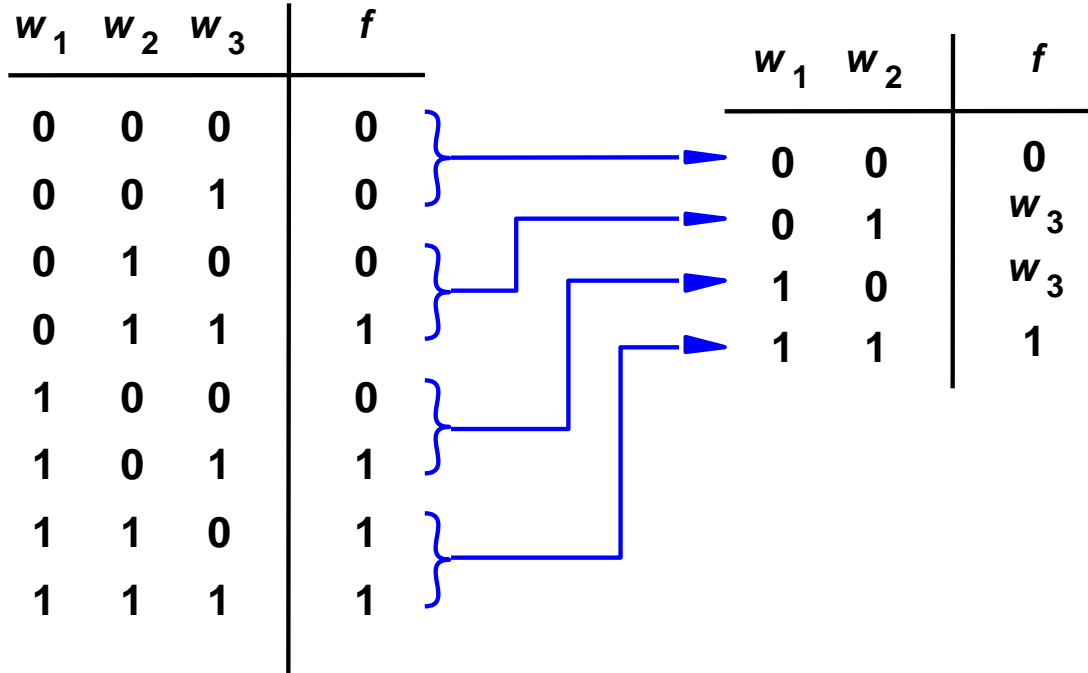 w1 w2 w3 f
0 0 0 0
0 0 1 0
0 1 0 0
0 1 1 1
1 0 0 0
1 0 1 1
1 1 0 1
1 1 1 1
w1 w2 f
0 0 0
0 1 w3
1 0 w3
1 1 1